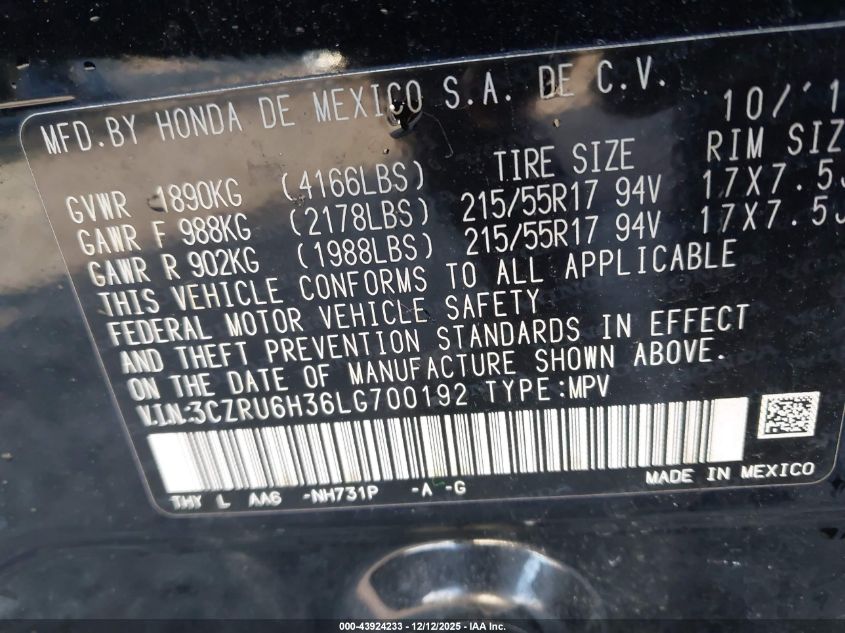 MFD.BY HONDA DE MEXICO S.A. DE C.V. 10/'1
TIRE SIZE RIM SIZ
GVWR 1890KG (4166LBS)
GAWR F 988KG (2178LBS) 215/55R17 94V 17X7.5J
GAWR R 902KG (1988LBS) 215/55R17 94V 17X7.5J
THIS VEHICLE CONFORMS TO ALL APPLICABLE
FEDERAL MOTOR VEHICLE SAFETY
AND THEFT PREVENTION STANDARDS IN EFFECT
ON THE DATE OF MANUFACTURE SHOWN ABOVE.
V.I.N:3CZRU6H36LG700192 TYPE:MPV
THY L AA6 -NH731P -A -G MADE IN MEXICO
000-43924233 - 12/12/2025 - IAA Inc.